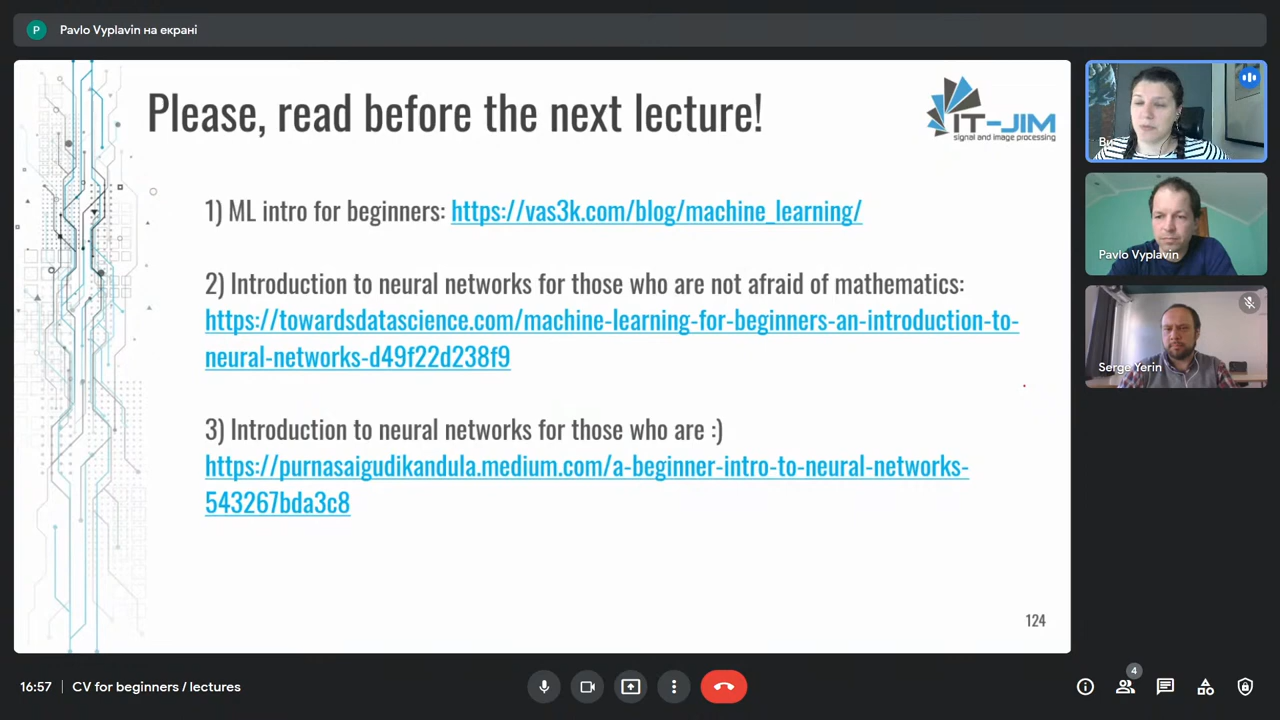 P
Pavlo Vyplavin на екрані
Please, read before the next lecture!
IT-JIM
signal and image processing
1) ML intro for beginners: https://vas3k.com/blog/machine_learning/
2) Introduction to neural networks for those who are not afraid of mathematics:
https://towardsdatascience.com/machine-learning-for-beginners-an-introduction-to-
neural-networks-d49f22d238f9
3) Introduction to neural networks for those who are :)
https://purnasaigudikandula.medium.com/a-beginner-intro-to-neural-networks-
543267bda3c8
124
Ви
Pavlo Vyplavin
Serge Yerin
16:57 | CV for beginners / lectures
4